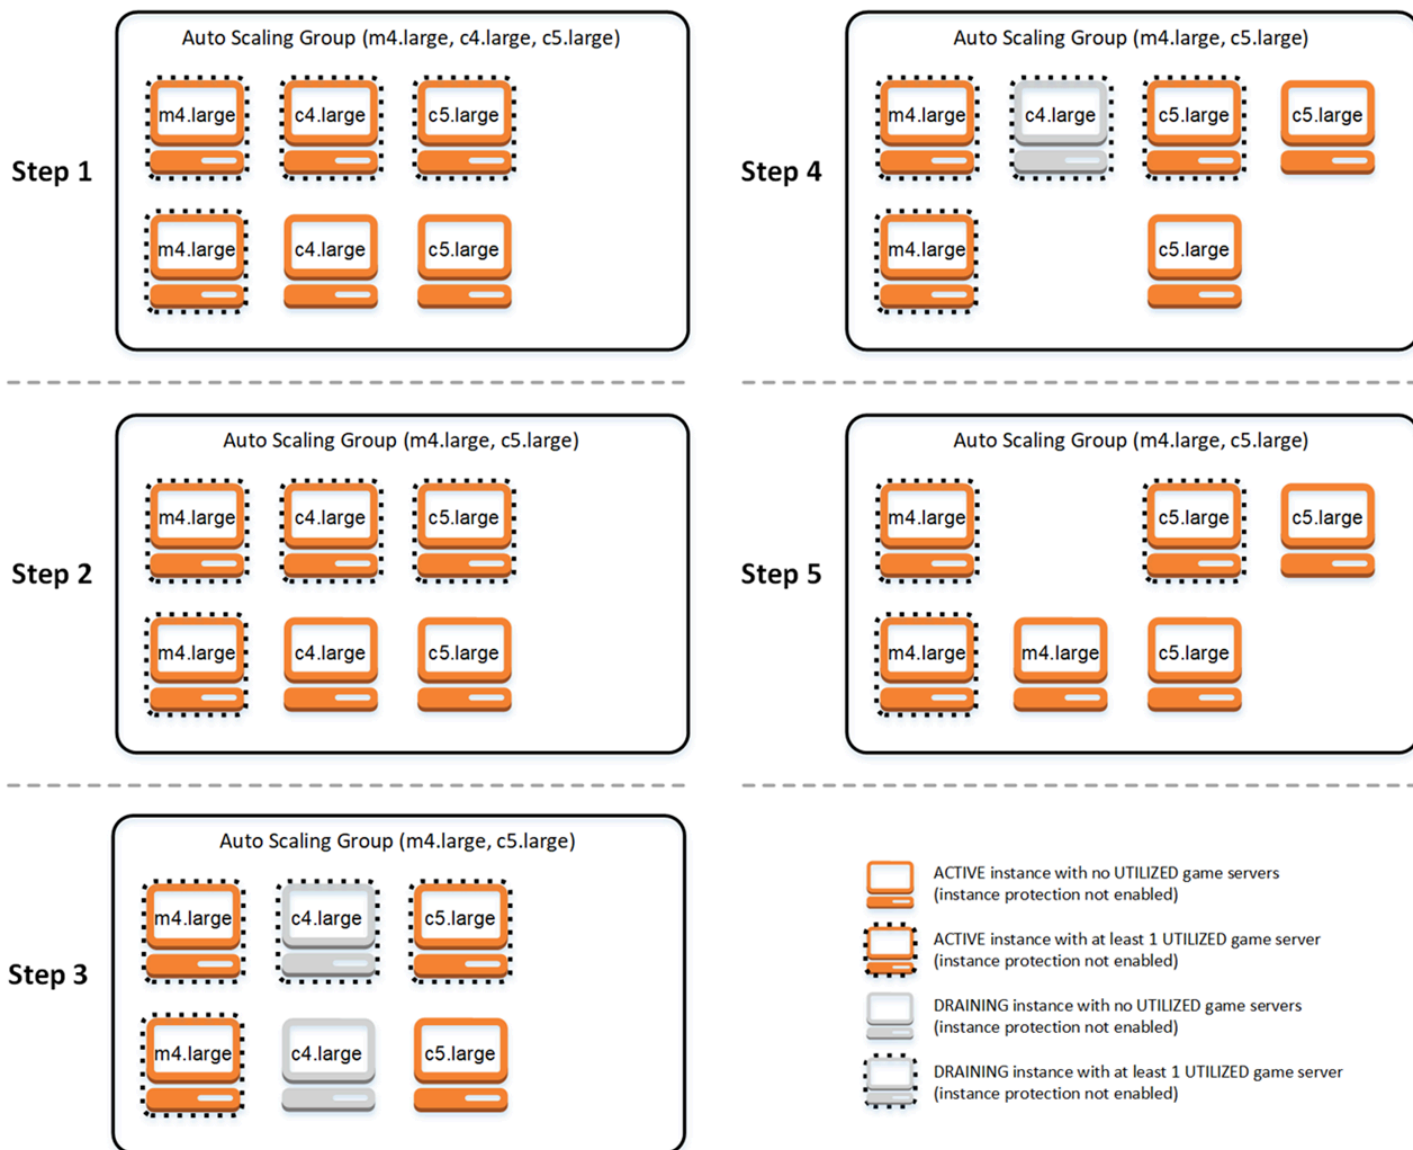 Auto Scaling Group (m4.large, c4.large, c5.large)
Step 1
m4.large c4.large c5.large
m4.large c4.large c5.large
Auto Scaling Group (m4.large, c5.large)
Step 2
m4.large c4.large c5.large
m4.large c4.large c5.large
Auto Scaling Group (m4.large, c5.large)
Step 3
m4.large c4.large c5.large
m4.large c4.large c5.large
Auto Scaling Group (m4.large, c5.large)
Step 4
m4.large c4.large c5.large c5.large
m4.large c5.large
Auto Scaling Group (m4.large, c5.large)
Step 5
m4.large c5.large c5.large
m4.large m4.large c5.large
ACTIVE instance with no UTILIZED game servers
(instance protection not enabled)
ACTIVE instance with at least 1 UTILIZED game server
(instance protection not enabled)
DRAINING instance with no UTILIZED game servers
(instance protection not enabled)
DRAINING instance with at least 1 UTILIZED game server
(instance protection not enabled)